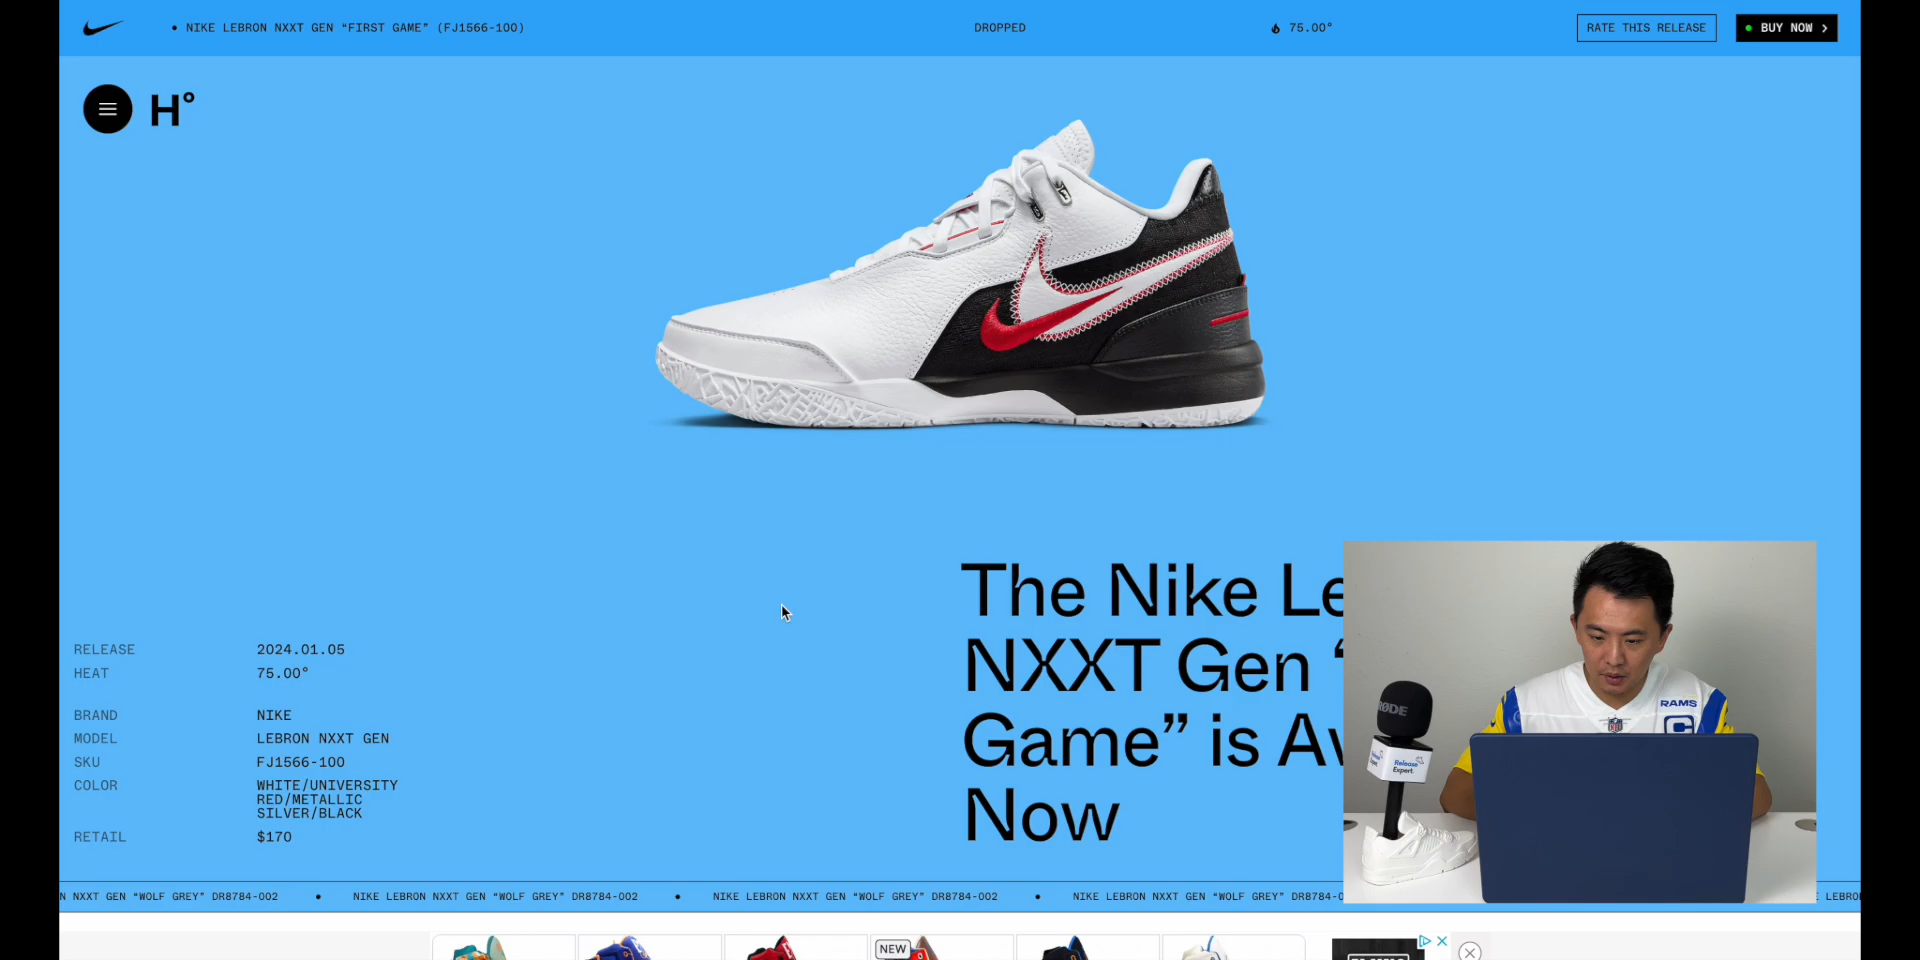 NIKE LEBRON NXXT GEN “FIRST GAME” (FJ1566-100)
DROPPED
75.00°
RATE THIS RELEASE
BUY NOW
H°
The Nike Le
NXXT Gen “
Game” is Av
Now
RELEASE 2024.01.05
HEAT 75.00°
BRAND NIKE
MODEL LEBRON NXXT GEN
SKU FJ1566-100
COLOR WHITE/UNIVERSITY
RED/METALLIC
SILVER/BLACK
RETAIL $170
RAMS
RØDE
Release
Expert.
N NXXT GEN “WOLF GREY” DR8784-002 • NIKE LEBRON NXXT GEN “WOLF GREY” DR8784-002 • NIKE LEBRON NXXT GEN “WOLF GREY” DR8784-002 • NIKE LEBRON NXXT GEN “WOLF GREY” DR8784-0 E LEBRO
NEW